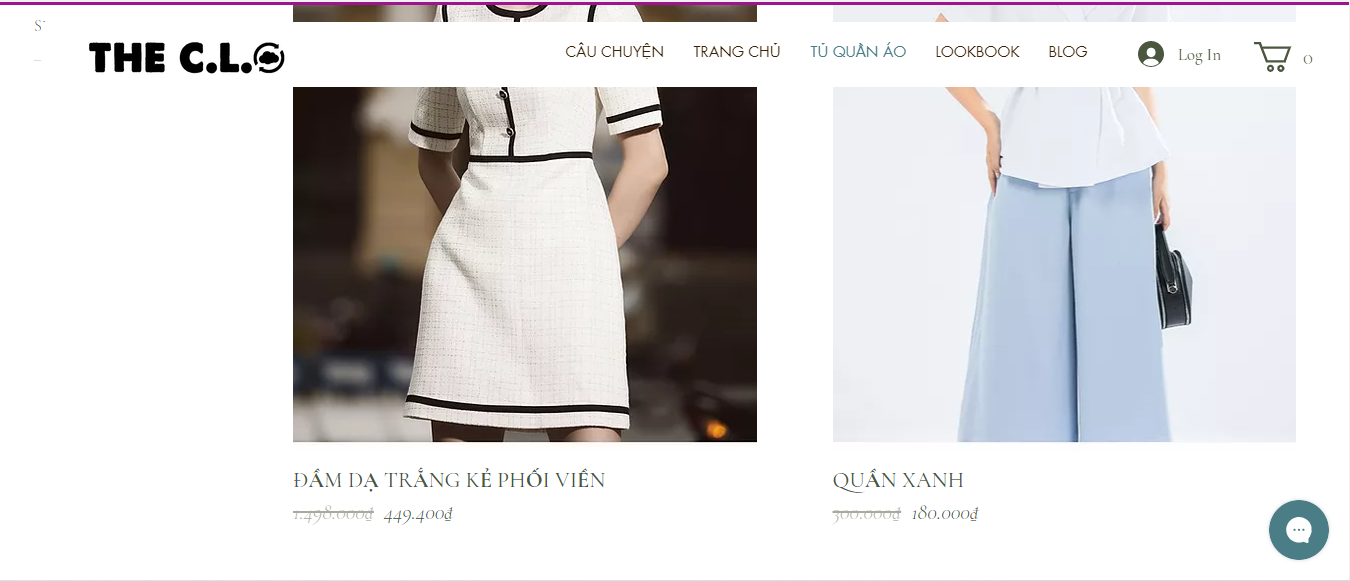 THE C.L.O
CÂU CHUYỆN
TRANG CHỦ
TỦ QUẦN ÁO
LOOKBOOK
BLOG
Log In
0
ĐẦM DẠ TRẮNG KẺ PHỐI VIỀN
1.498.000₫ 449.400₫
QUẦN XANH
300.000₫ 180.000₫